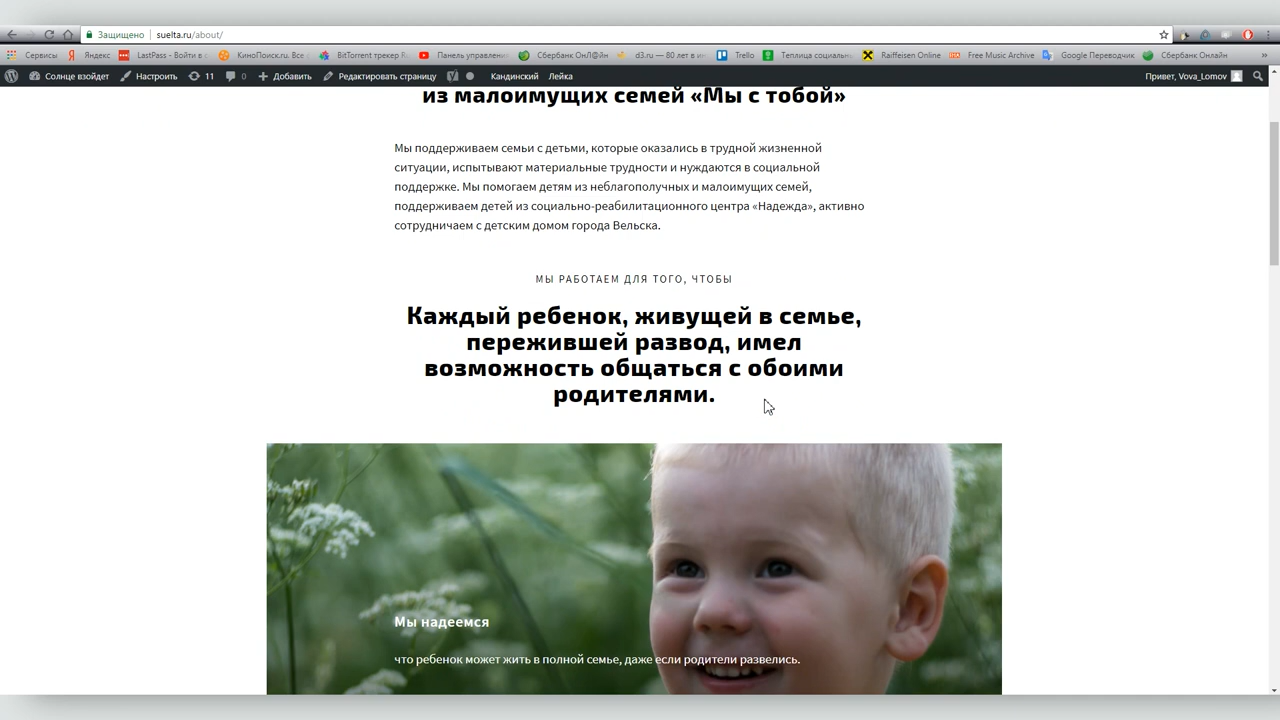 Защищено suelta.ru/about/
Сервисы Яндекс LastPass - Войти в с КиноПоиск.ru. Все BitTorrent трекер R Панель управлени Сбербанк ОнЛ@йн d3.ru — 80 лет в и Trello Теплица социальн Raiffeisen Online Free Music Archive Google Переводчик Сбербанк Онлайн »
Солнце взойдет Настроить 11 0 Добавить Редактировать страницу Кандинский Лейка Привет, Vova_Lomov
из малоимущих семей «Мы с тобой»
Мы поддерживаем семьи с детьми, которые оказались в трудной жизненной
ситуации, испытывают материальные трудности и нуждаются в социальной
поддержке. Мы помогаем детям из неблагополучных и малоимущих семей,
поддерживаем детей из социально-реабилитационного центра «Надежда», активно
сотрудничаем с детским домом города Вельска.
МЫ РАБОТАЕМ ДЛЯ ТОГО, ЧТОБЫ
Каждый ребенок, живущей в семье,
пережившей развод, имел
возможность общаться с обоими
родителями.
Мы надеемся
что ребенок может жить в полной семье, даже если родители развелись.